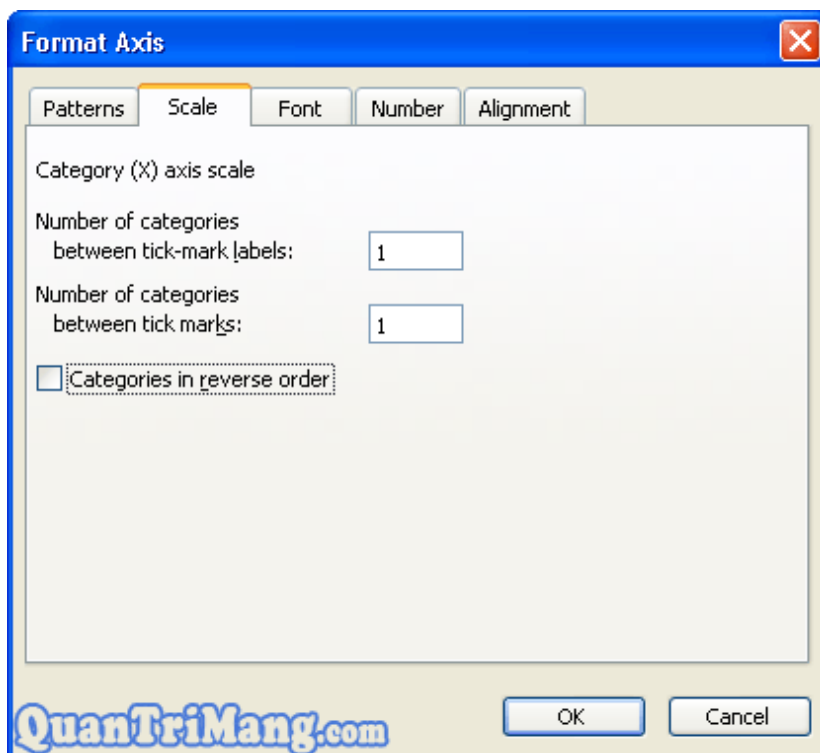 Format Axis
Patterns Scale Font Number Alignment
Category (X) axis scale
Number of categories
between tick-mark labels: 1
Number of categories
between tick marks: 1
Categories in reverse order
QuanTriMang.com
OK Cancel